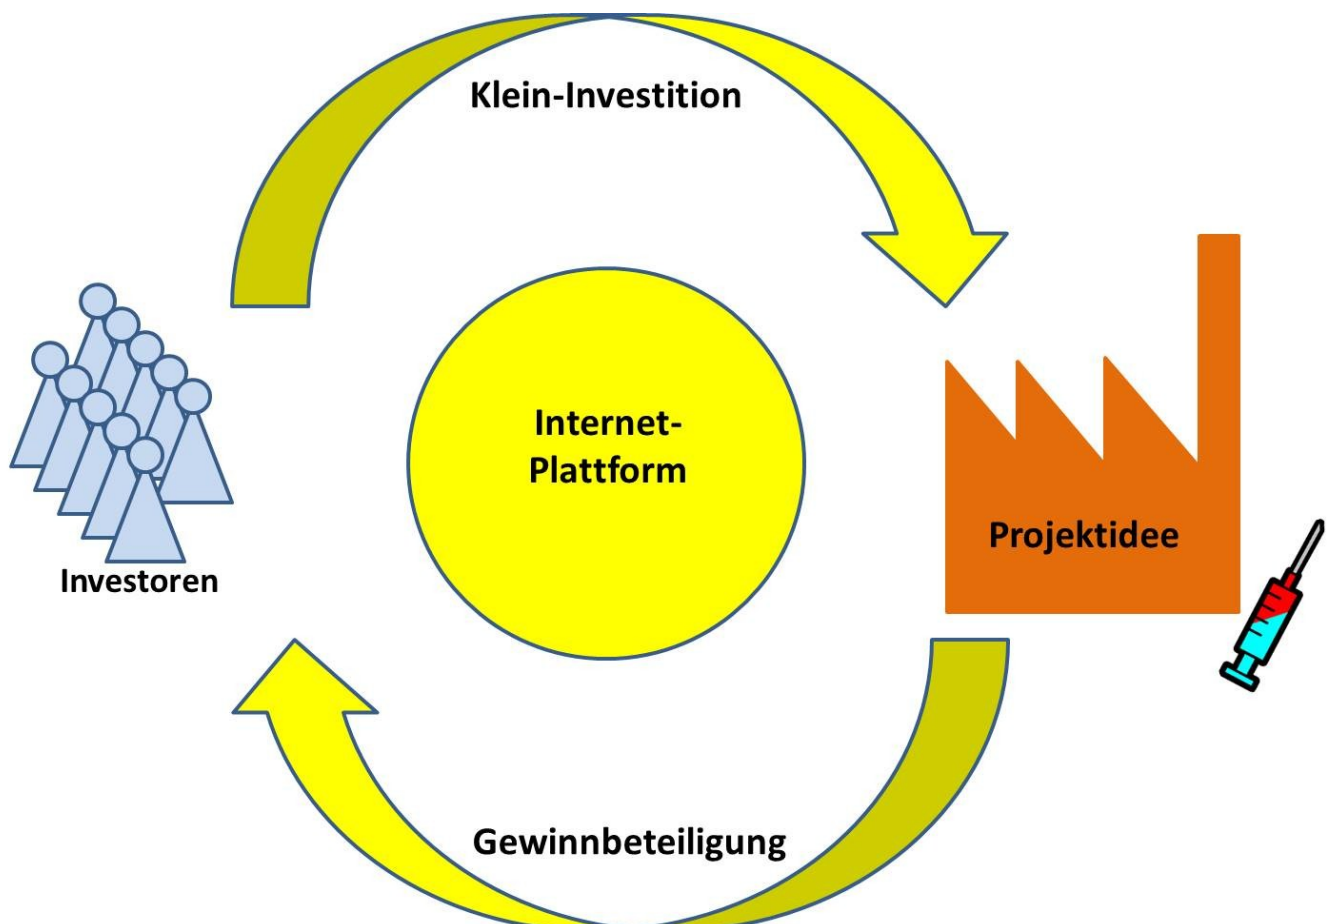 Klein-Investition
Internet-
Plattform
Projektidee
Investoren
Gewinnbeteiligung